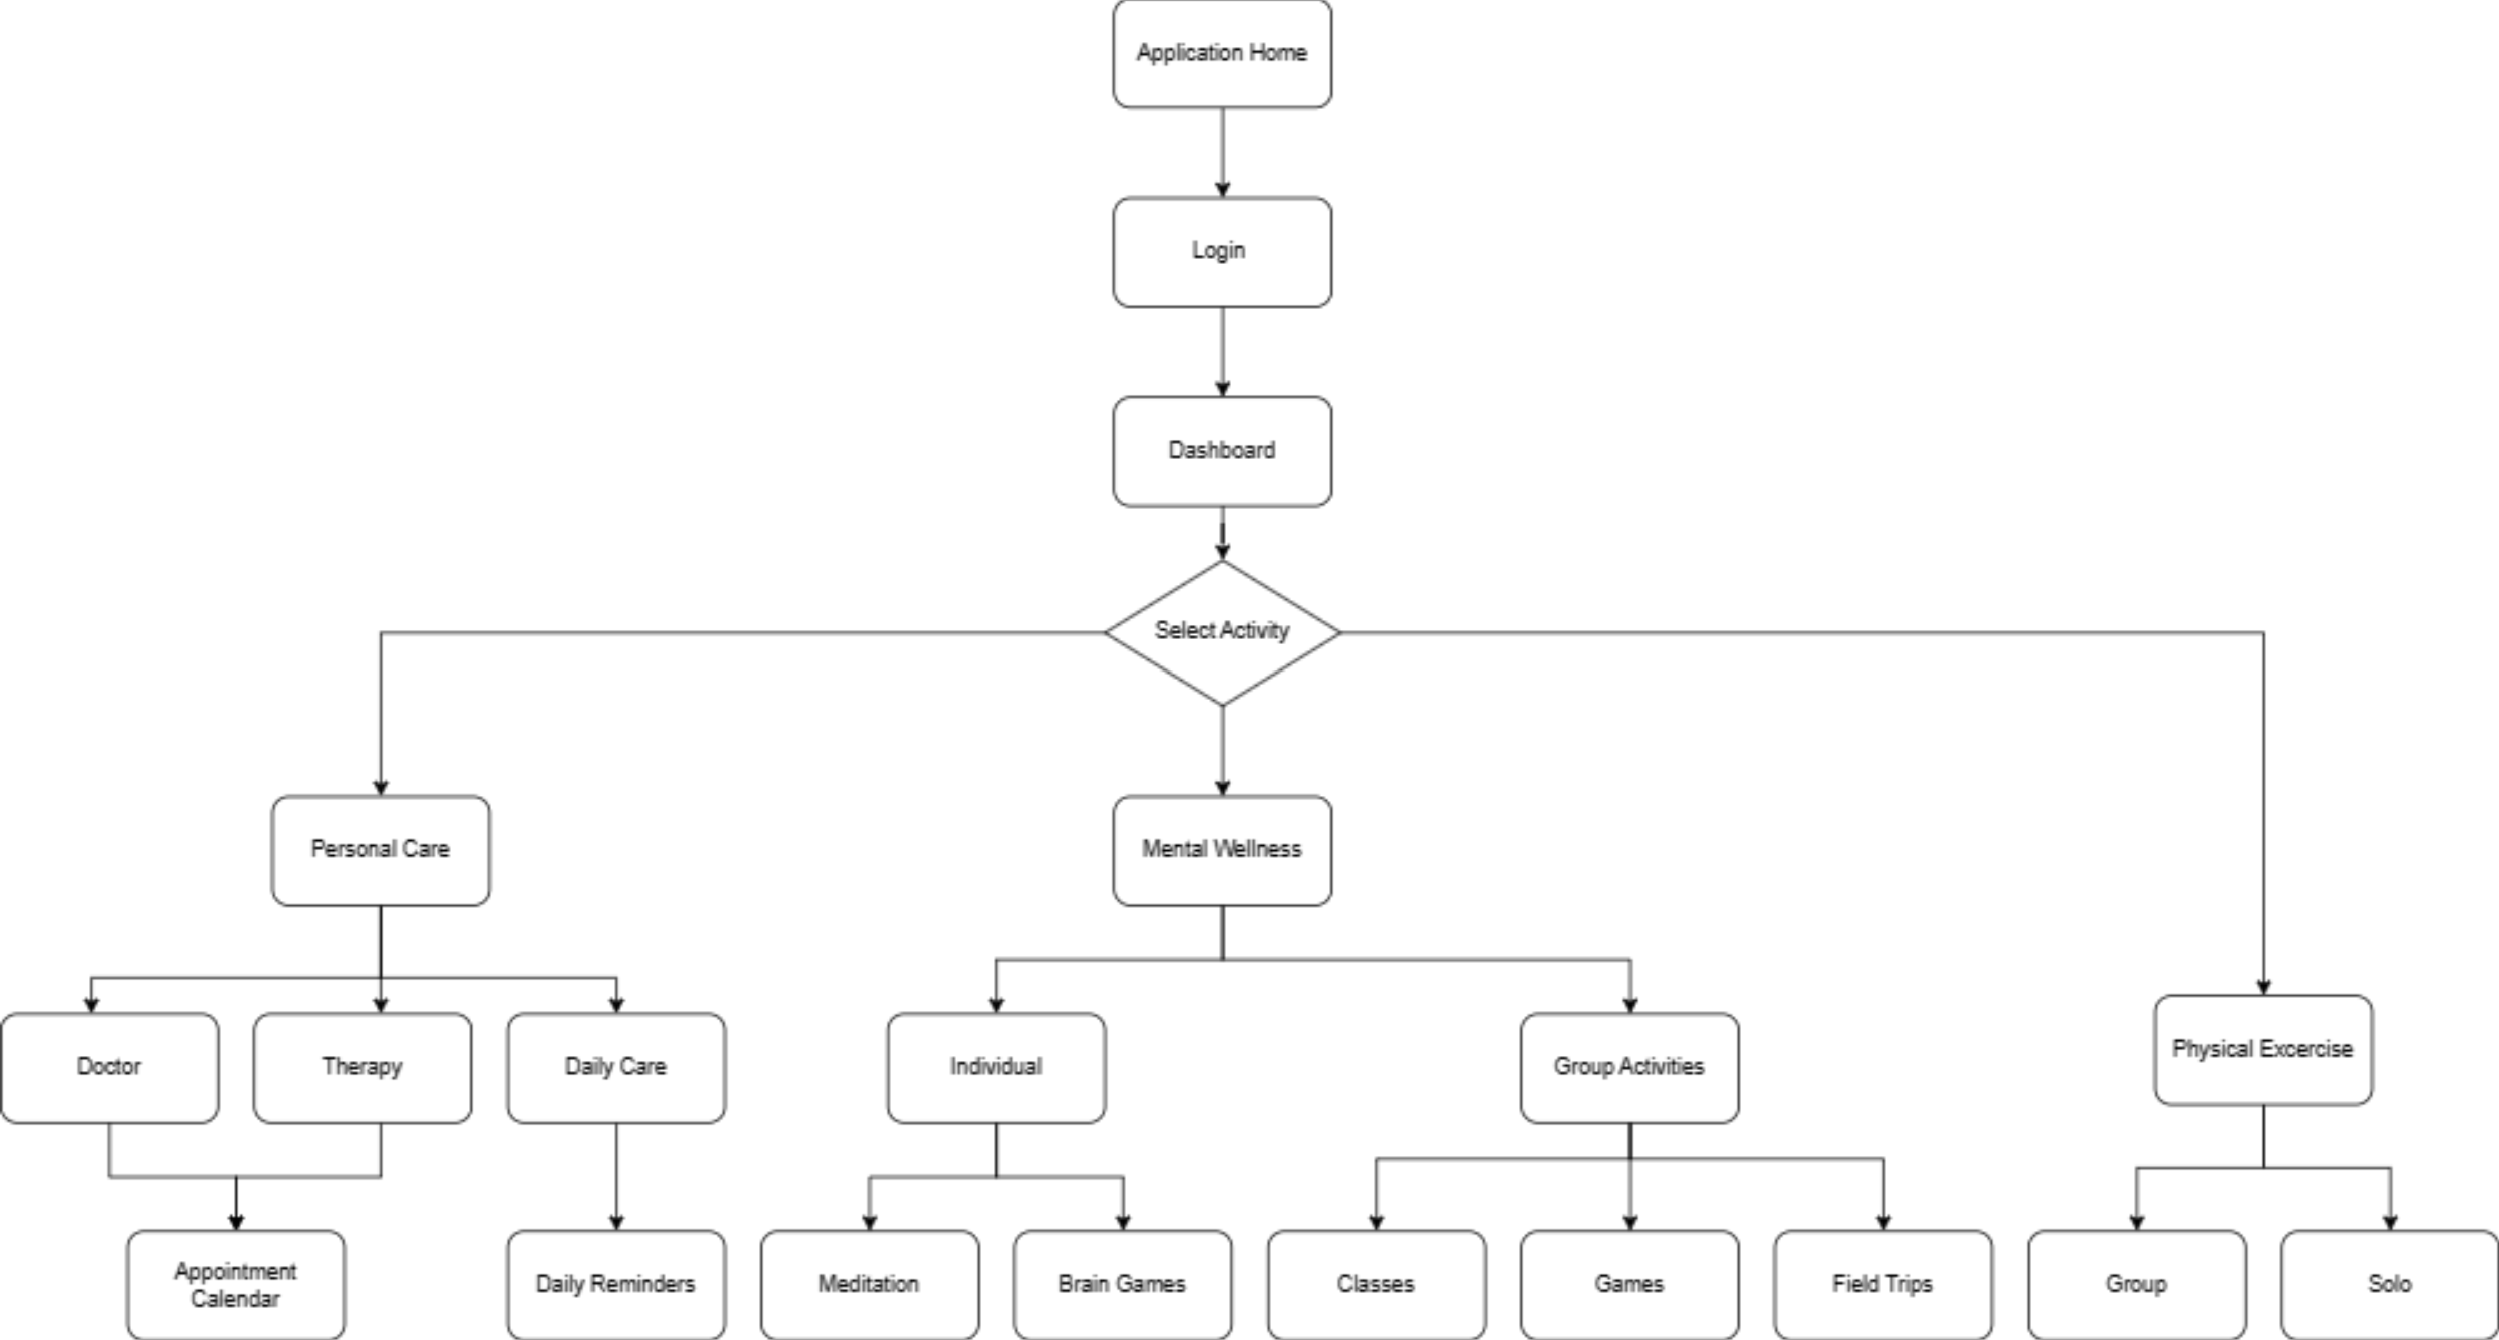 Application Home
Login
Dashboard
Select Activity
Personal Care
Mental Wellness
Physical Excercise
Doctor
Therapy
Daily Care
Individual
Group Activities
Appointment
Calendar
Daily Reminders
Meditation
Brain Games
Classes
Games
Field Trips
Group
Solo